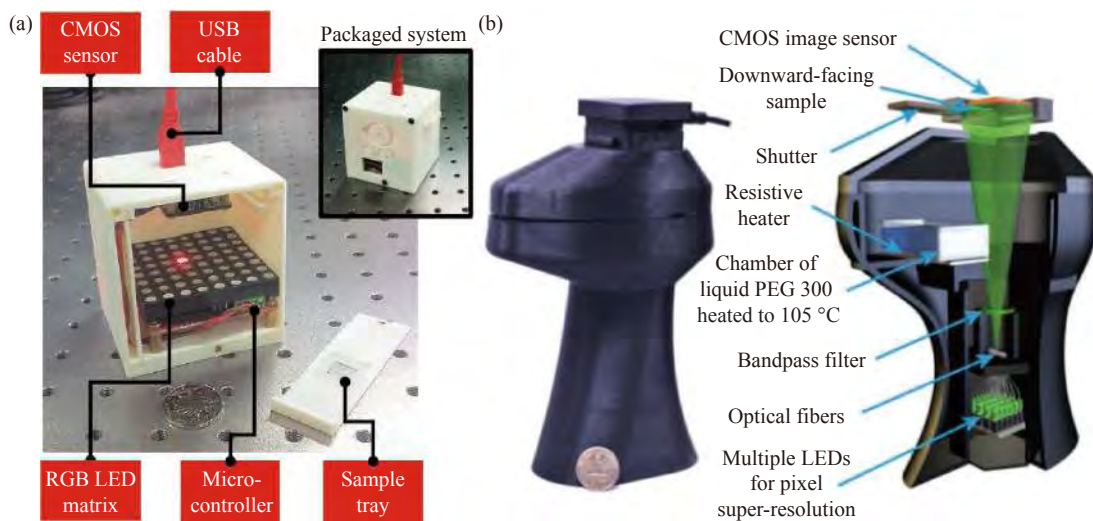 (a)
CMOS
sensor
USB
cable
Packaged system
RGB LED
matrix
Micro-
controller
Sample
tray
(b)
CMOS image sensor
Downward-facing
sample
Shutter
Resistive
heater
Chamber of
liquid PEG 300
heated to 105 °C
Bandpass filter
Optical fibers
Multiple LEDs
for pixel
super-resolution